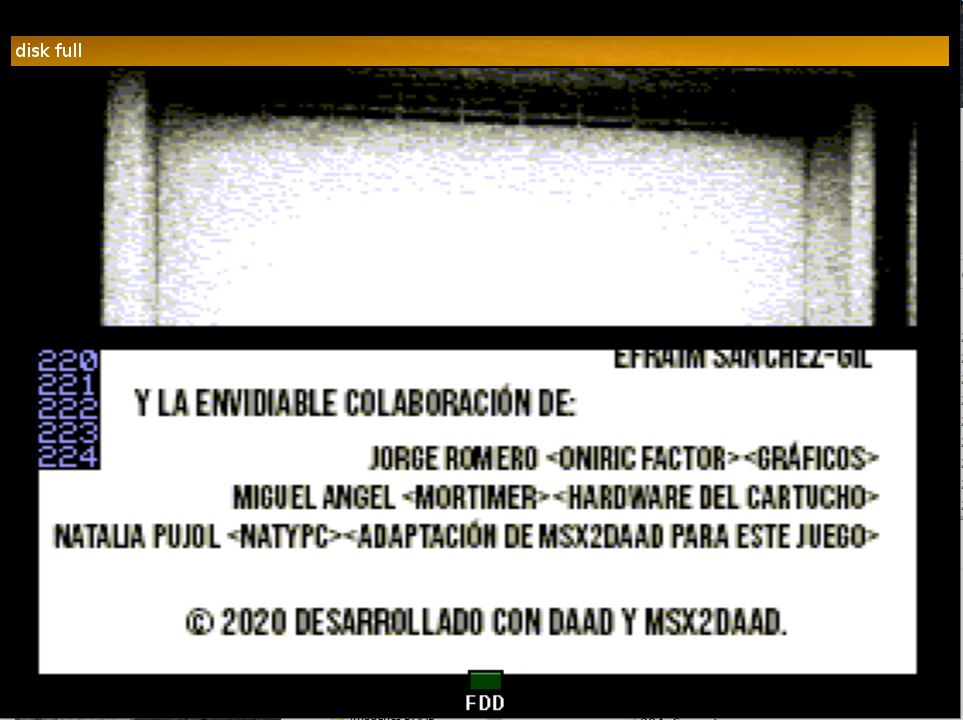 disk full
220
221
222
223
224
EFRAIM SANCHEZ-GIL
Y LA ENVIDIABLE COLABORACIÓN DE:
JORGE ROMERO <ONIRIC FACTOR><GRÁFICOS>
MIGUEL ANGEL <MORTIMER><HARDWARE DEL CARTUCHO>
NATALIA PUJOL <NATYPC><ADAPTACIÓN DE MSX2DAAD PARA ESTE JUEGO>
© 2020 DESARROLLADO CON DAAD Y MSX2DAAD.
FDD